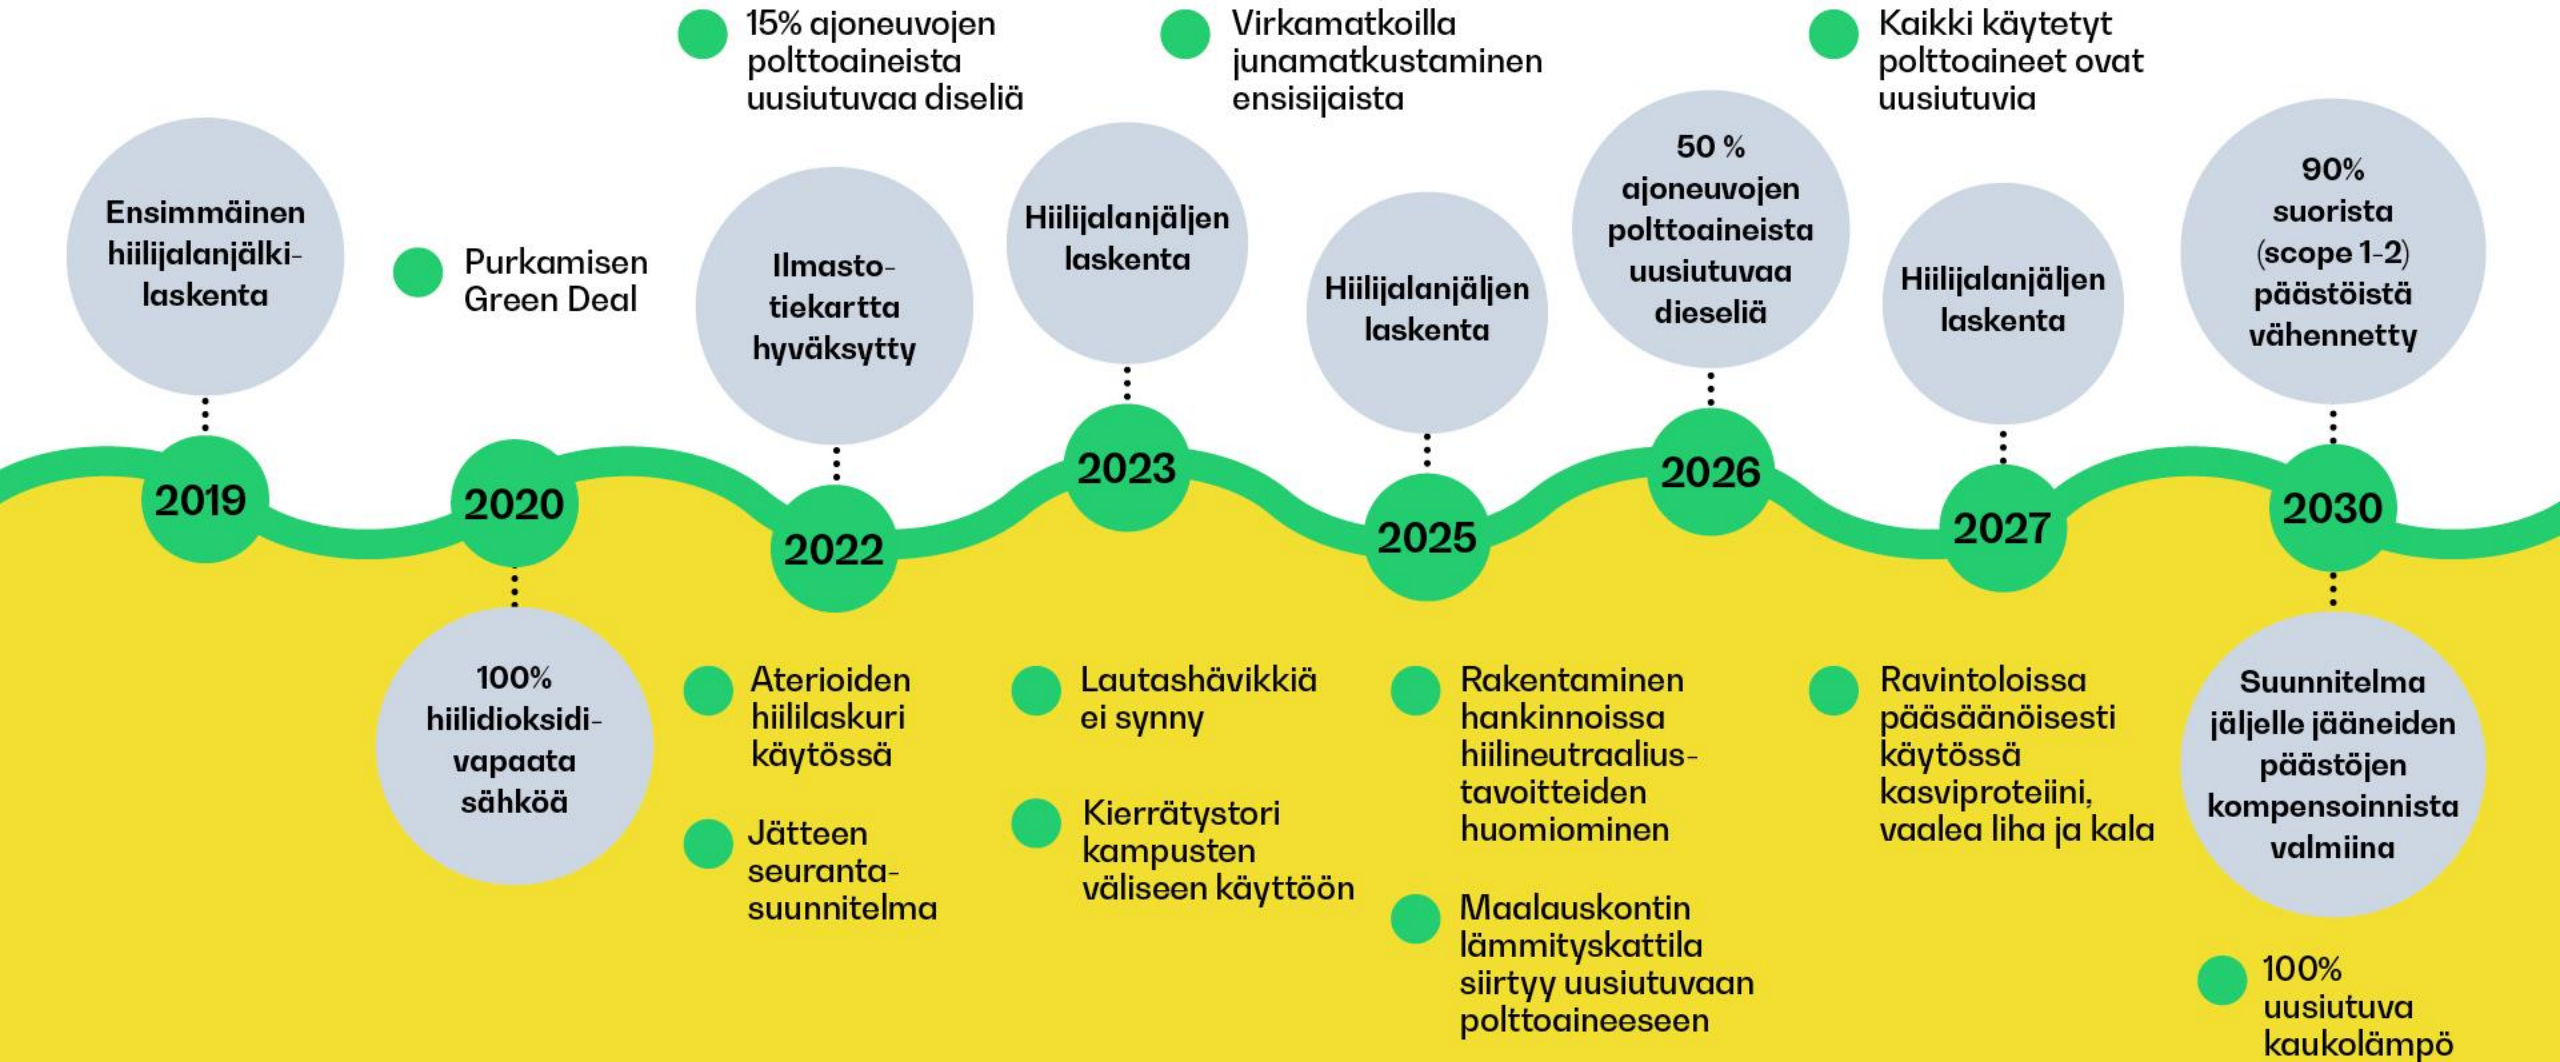 15% ajoneuvojen
polttoaineista
uusiutuvaa diseliä
Virkamatkoilla
junamatkustaminen
ensisijaista
Kaikki käytetyt
polttoaineet ovat
uusiutuvia
Ensimmäinen
hiilijalanjälki-
laskenta
Purkamisen
Green Deal
Ilmasto-
tiekartta
hyväksytty
Hiilijalanjäljen
laskenta
Hiilijalanjäljen
laskenta
50 %
ajoneuvojen
polttoaineista
uusiutuvaa
dieseliä
Hiilijalanjäljen
laskenta
90%
suorista
(scope 1-2)
päästöistä
vähennetty
2019
2020
2022
2023
2025
2026
2027
2030
100%
hiilidioksidi-
vapaata
sähköä
Aterioiden
hiililaskuri
käytössä
Jätteen
seuranta-
suunnitelma
Lautashävikkiä
ei synny
Kierrätystori
kampusten
väliseen käyttöön
Rakentaminen
hankinnoissa
hiilineutraalius-
tavoitteiden
huomiominen
Maalauskontin
lämmityskattila
siirtyy uusiutuvaan
polttoaineeseen
Ravintoloissa
pääsäänöisesti
käytössä
kasviproteiini,
vaalea liha ja kala
Suunnitelma
jäljelle jääneiden
päästöjen
kompensoinnista
valmiina
100%
uusiutuva
kaukolämpö